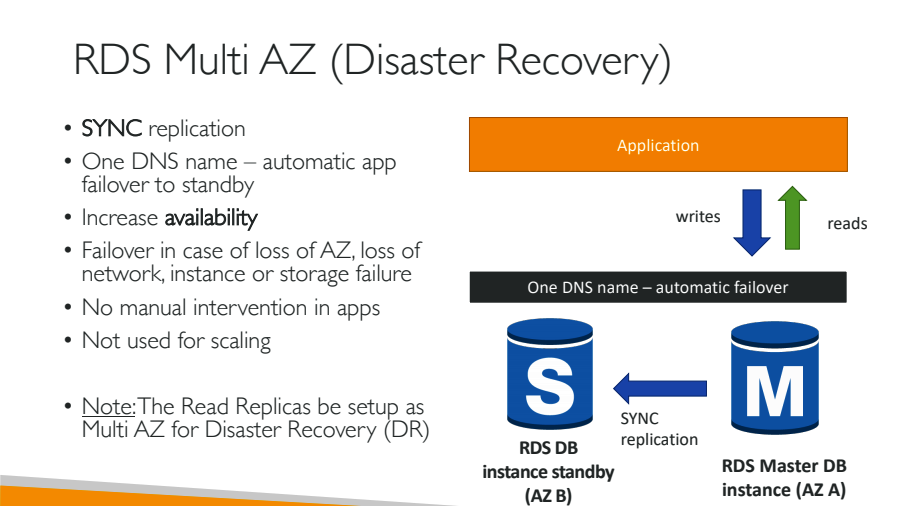 RDS Multi AZ (Disaster Recovery)
• SYNC replication
• One DNS name – automatic app
failover to standby
• Increase availability
• Failover in case of loss of AZ, loss of
network, instance or storage failure
• No manual intervention in apps
• Not used for scaling
• Note: The Read Replicas be setup as
Multi AZ for Disaster Recovery (DR)
Application
writes
reads
One DNS name – automatic failover
S
M
SYNC
replication
RDS DB
instance standby
(AZ B)
RDS Master DB
instance (AZ A)